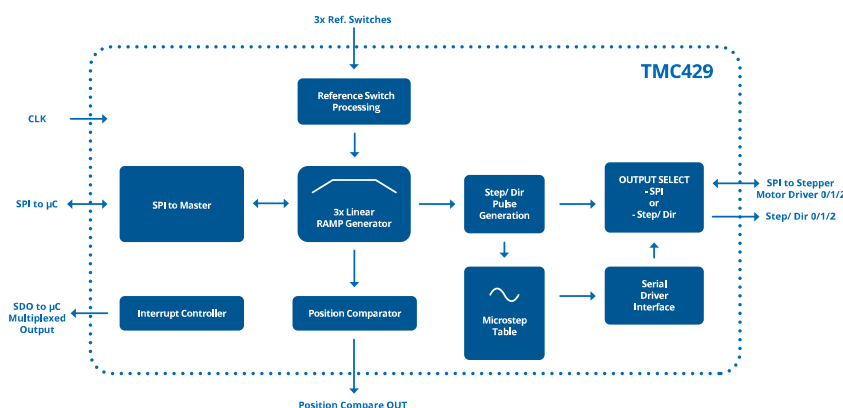 3x Ref. Switches
TMC429
Reference Switch
Processing
CLK
SPI to µC
SPI to Master
3x Linear
RAMP Generator
Step/ Dir
Pulse
Generation
OUTPUT SELECT
- SPI
or
- Step/ Dir
SPI to Stepper
Motor Driver 0/1/2
Step/ Dir 0/1/2
SDO to µC
Multiplexed
Output
Interrupt Controller
Position Comparator
Microstep
Table
Serial
Driver
Interface
Position Compare OUT